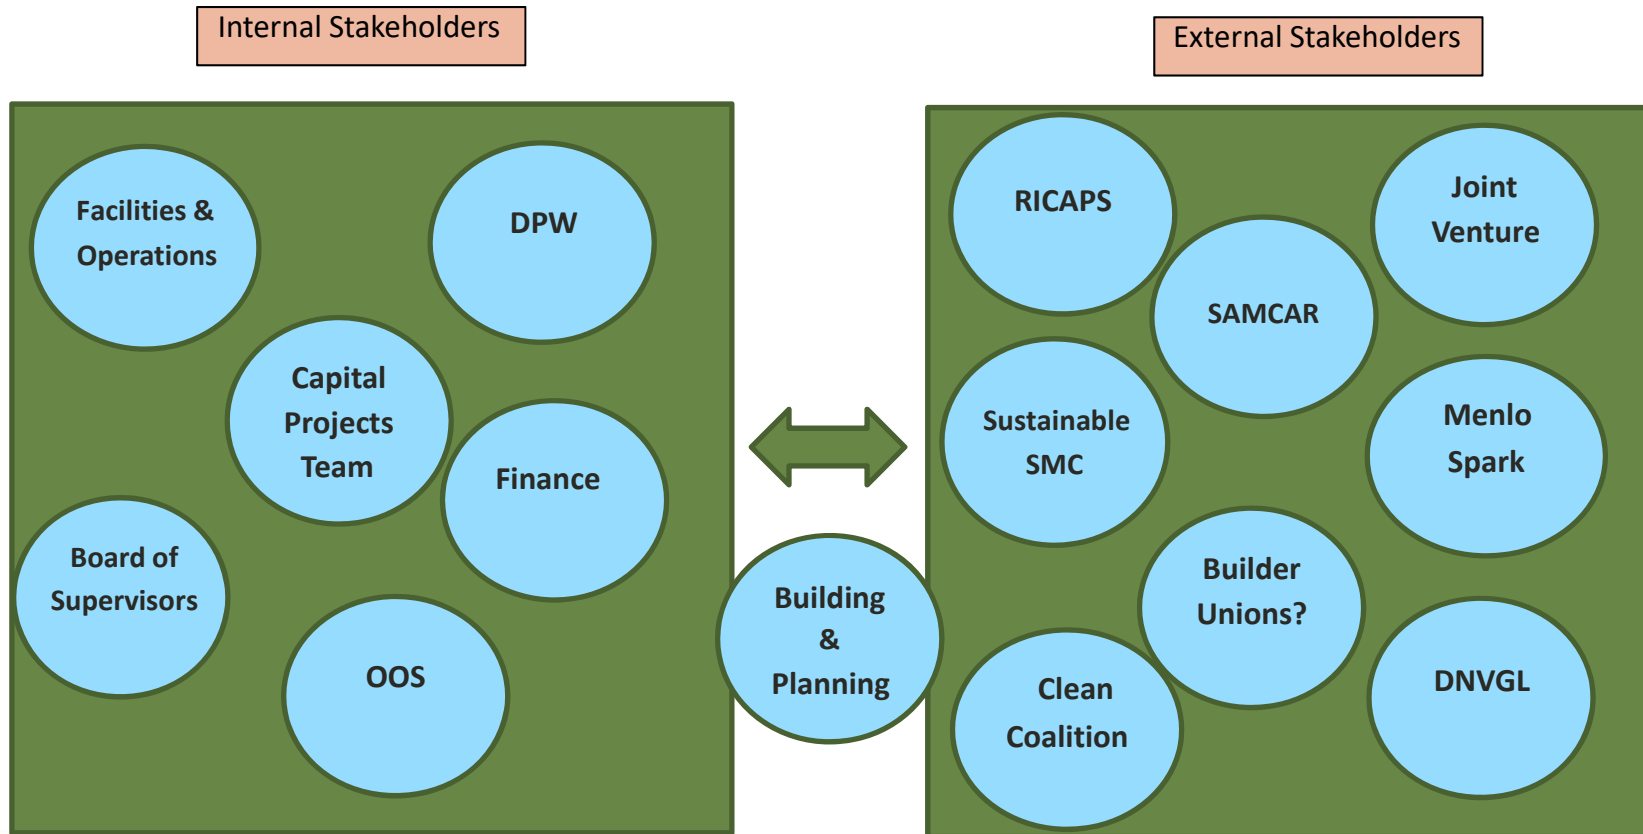 Internal Stakeholders
External Stakeholders
Facilities &
Operations
DPW
Capital
Projects
Team
Finance
Board of
Supervisors
OOS
Building
&
Planning
RICAPS
Joint
Venture
SAMCAR
Sustainable
SMC
Menlo
Spark
Builder
Unions?
Clean
Coalition
DNVGL